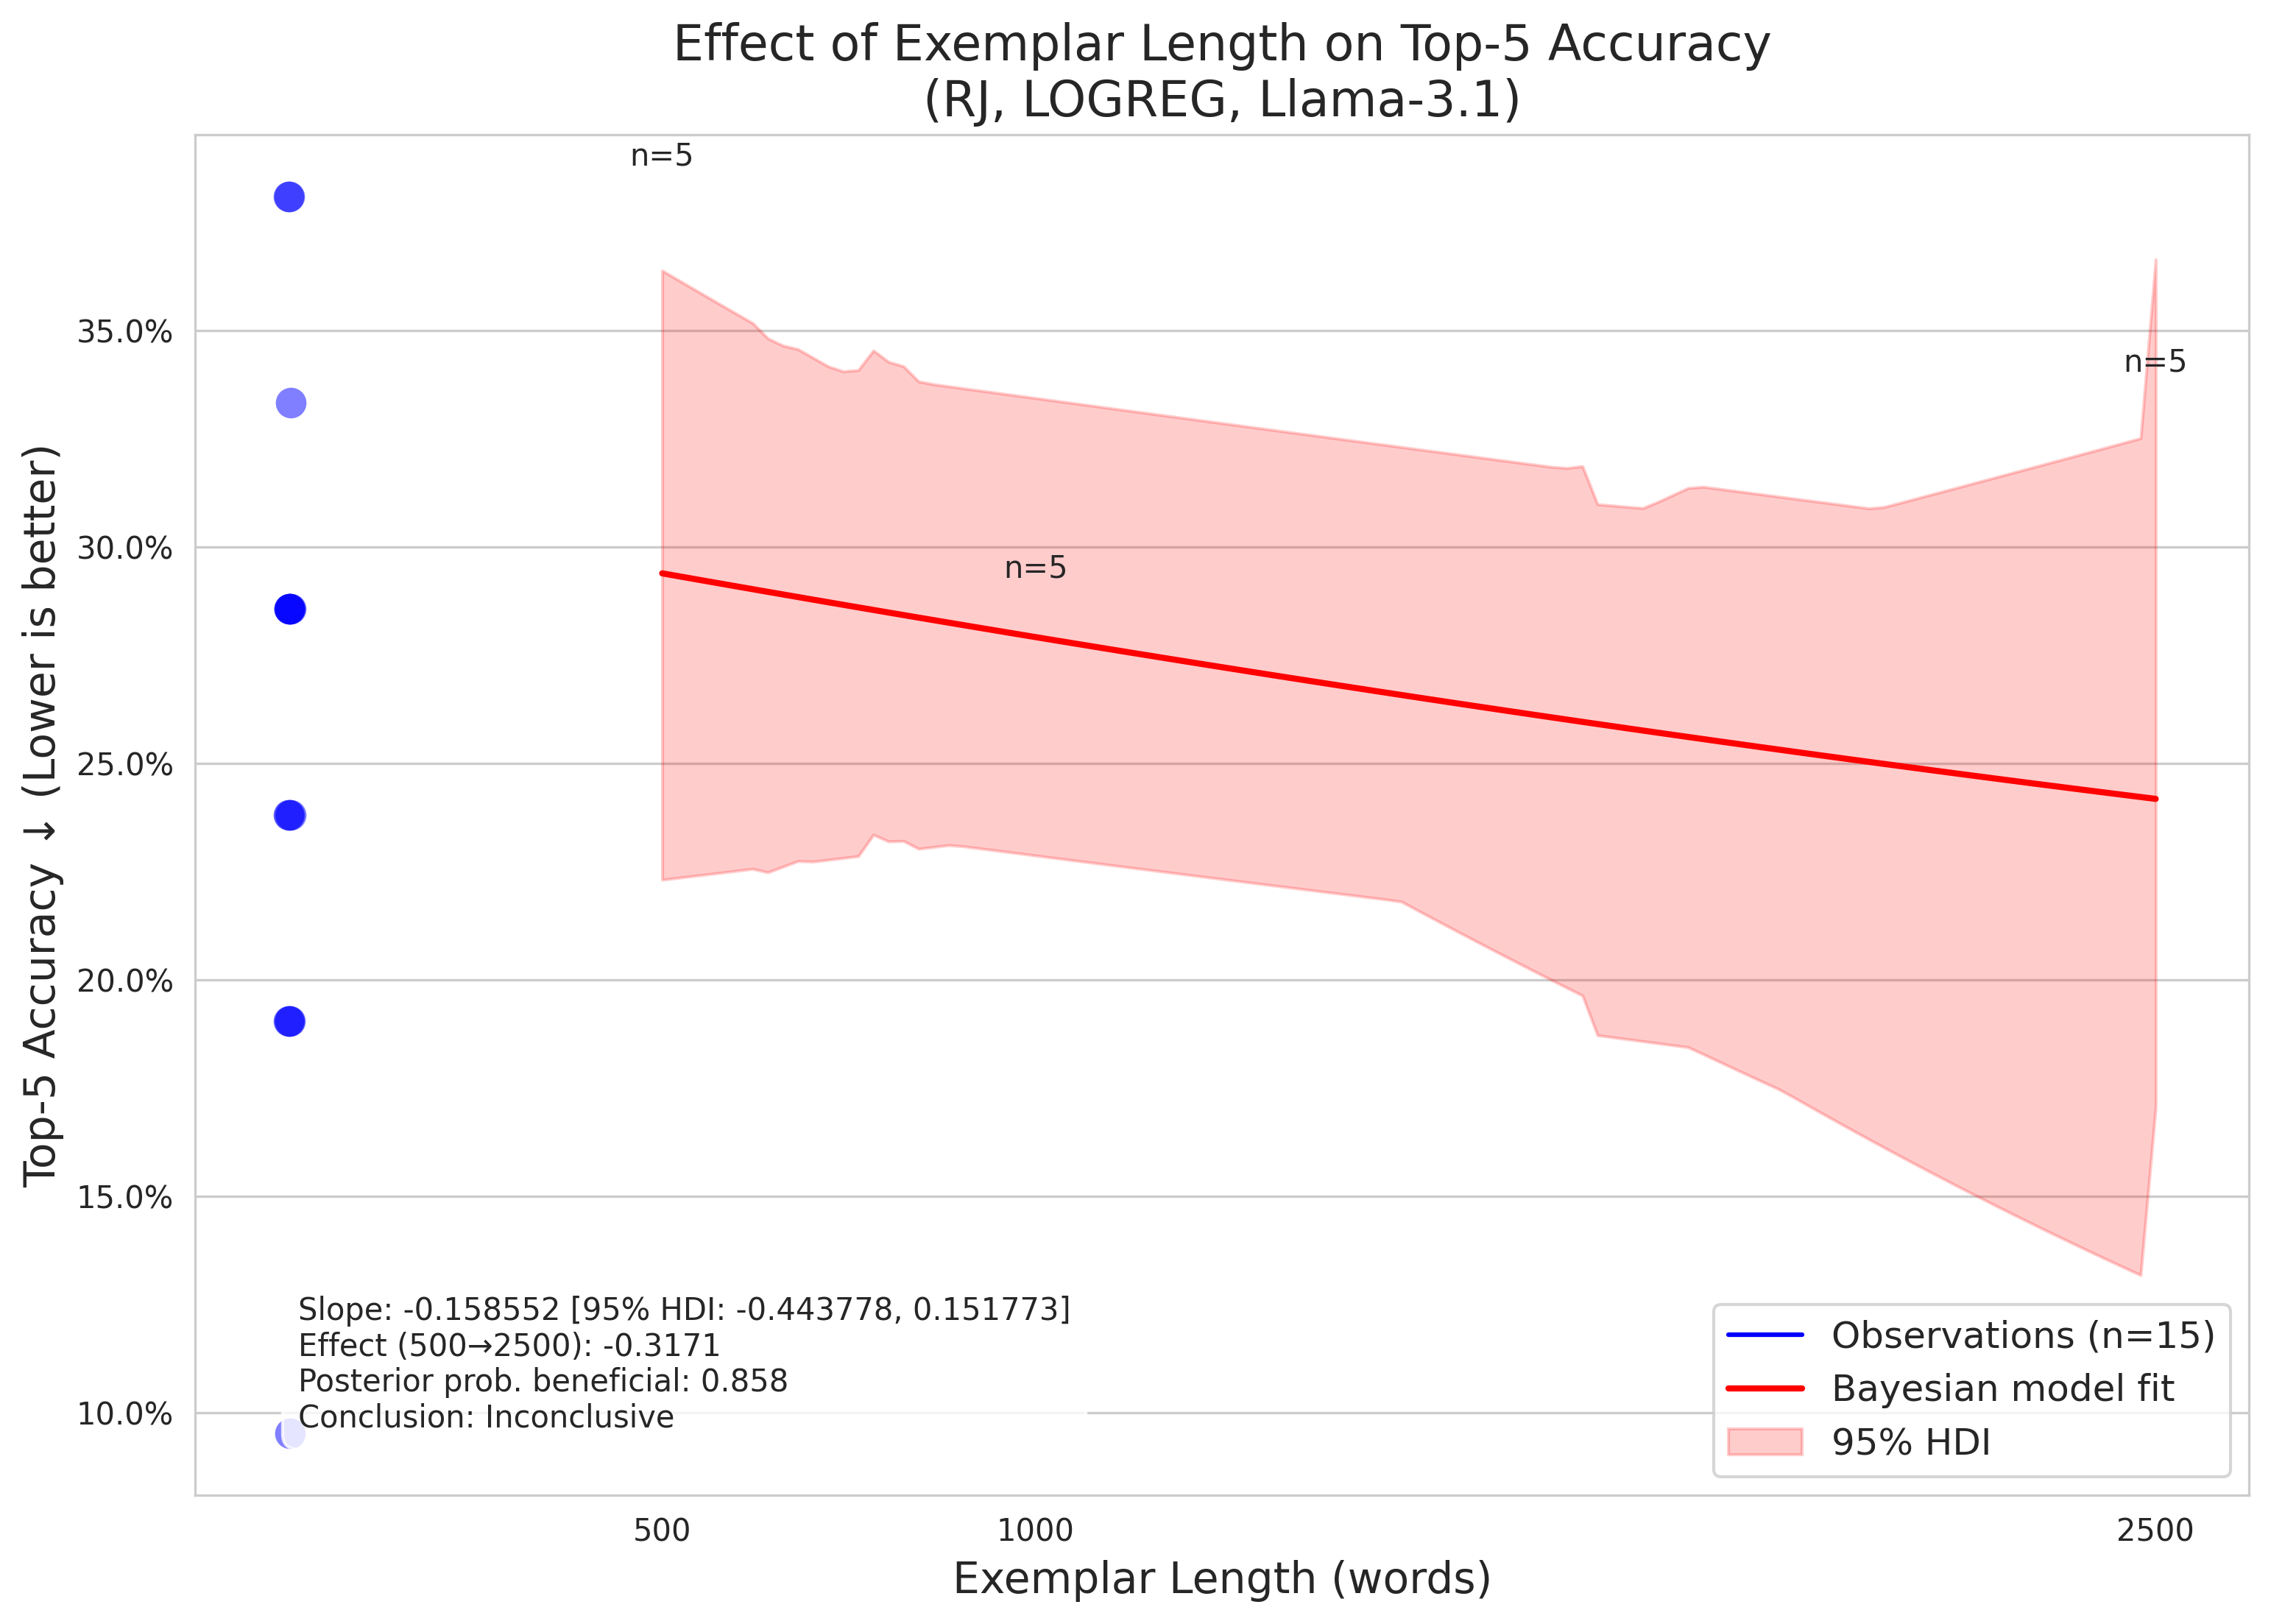 Effect of Exemplar Length on Top-5 Accuracy
(RJ, LOGREG, Llama-3.1)
Top-5 Accuracy ↓ (Lower is better)
35.0%
30.0%
25.0%
20.0%
15.0%
10.0%
n=5
n=5
n=5
Slope: -0.158552 [95% HDI: -0.443778, 0.151773]
Effect (500→2500): -0.3171
Posterior prob. beneficial: 0.858
Conclusion: Inconclusive
Observations (n=15)
Bayesian model fit
95% HDI
500
1000
2500
Exemplar Length (words)